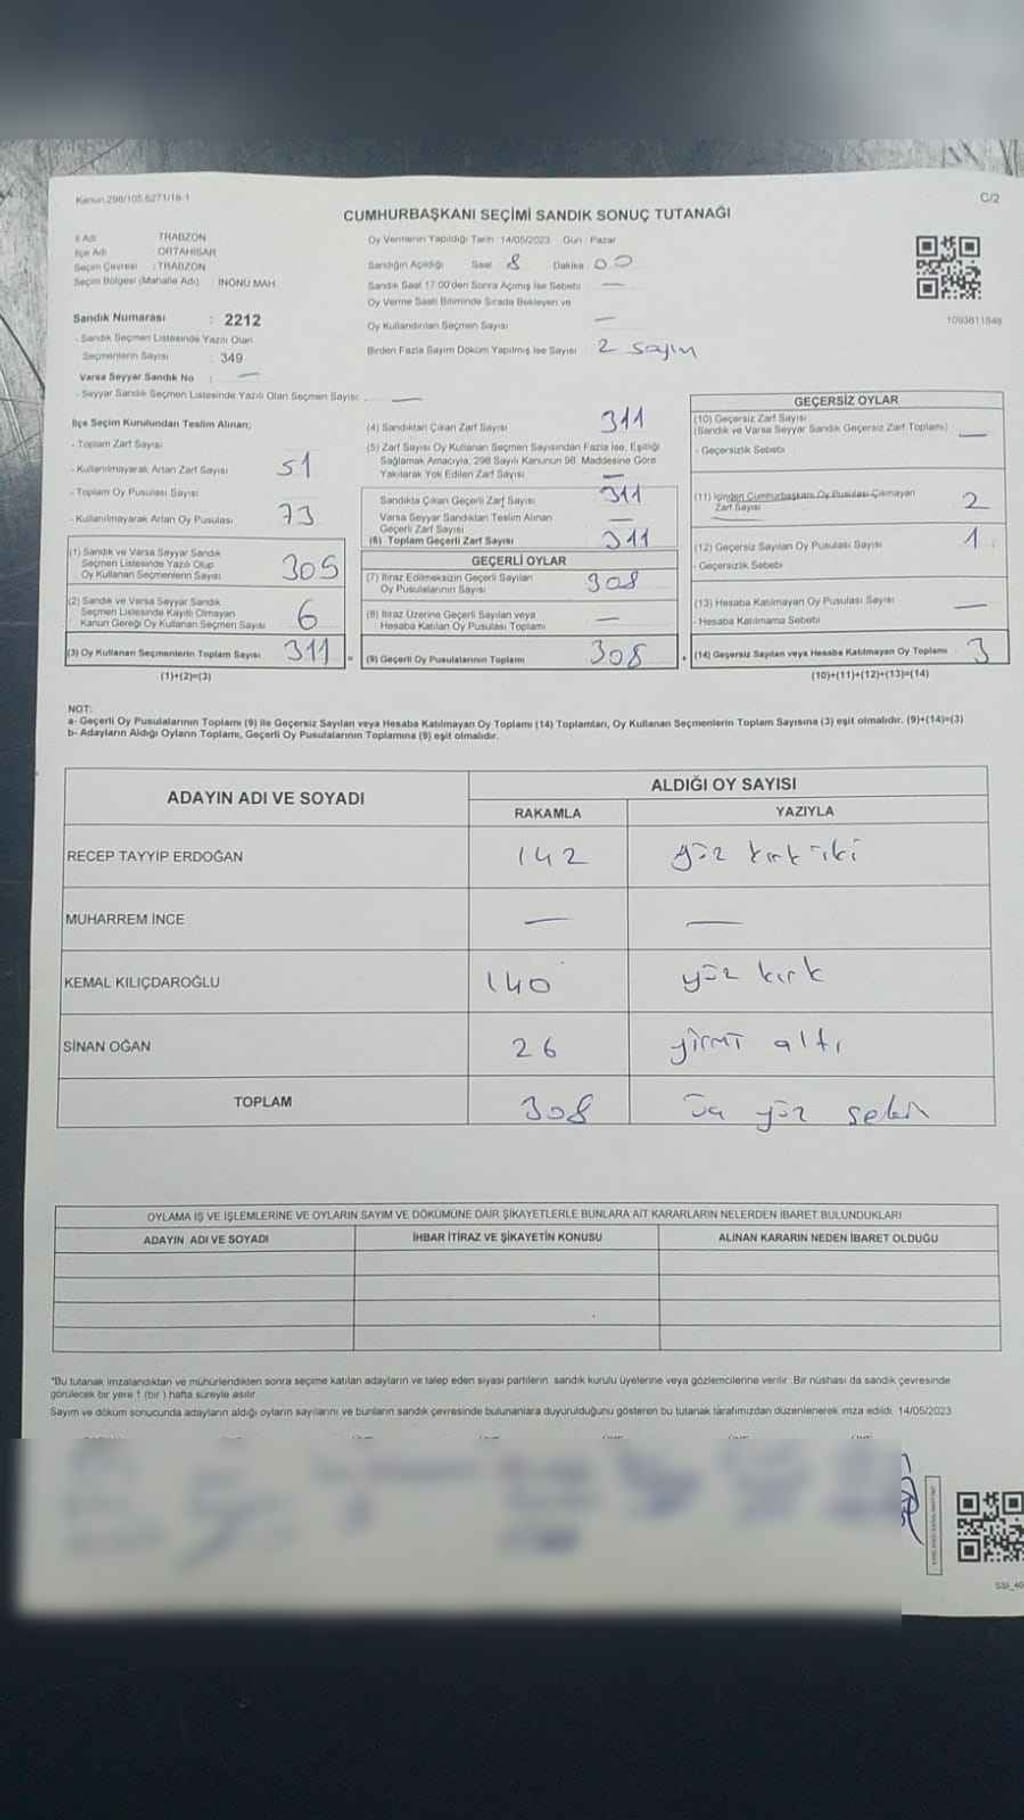 Kanun 298/105.6271/18-1
C/2
CUMHURBAŞKANI SEÇİMİ SANDIK SONUÇ TUTANAĞI
İl Adı TRABZON
İlçe Adı ORTAHİSAR
Seçim Çevresi : TRABZON
Seçim Bölgesi (Mahalle Adı) : İNÖNÜ MAH
Sandık Numarası : 2212
- Sandık Seçmen Listesinde Yazılı Olan
Seçmenlerin Sayısı 349
Varsa Seyyar Sandık No : —
- Seyyar Sandık Seçmen Listesinde Yazılı Olan Seçmen Sayısı —
Oy Vermenin Yapıldığı Tarih : 14/05/2023 Gün : Pazar
Sandığın Açıldığı Saat 8 Dakika 00
Sandık Saat 17.00'den Sonra Açılmış İse Sebebi —
Oy Verme Saati Bitiminde Sırada Bekleyen ve
Oy Kullandırılan Seçmen Sayısı —
Birden Fazla Sayım Döküm Yapılmış İse Sayısı 2 sayım
1093611848
İlçe Seçim Kurulundan Teslim Alınan;
- Toplam Zarf Sayısı
- Kullanılmayarak Artan Zarf Sayısı 51
- Toplam Oy Pusulası Sayısı
- Kullanılmayarak Artan Oy Pusulası 73
(1) Sandık ve Varsa Seyyar Sandık
Seçmen Listesinde Yazılı Olup
Oy Kullanan Seçmenlerin Sayısı 305
(2) Sandık ve Varsa Seyyar Sandık
Seçmen Listesinde Kayıtlı Olmayan
Kanun Gereği Oy Kullanan Seçmen Sayısı 6
(3) Oy Kullanan Seçmenlerin Toplam Sayısı 311
(1)+(2)=(3)
(4) Sandıktan Çıkan Zarf Sayısı 311
(5) Zarf Sayısı Oy Kullanan Seçmen Sayısından Fazla İse, Eşitliği
Sağlamak Amacıyla, 298 Sayılı Kanunun 98. Maddesine Göre
Yakılarak Yok Edilen Zarf Sayısı —
Sandıkta Çıkan Geçerli Zarf Sayısı 311
Varsa Seyyar Sandıktan Teslim Alınan
Geçerli Zarf Sayısı —
(6) Toplam Geçerli Zarf Sayısı 311
GEÇERLİ OYLAR
(7) İtiraz Edilmeksizin Geçerli Sayılan
Oy Pusulalarının Sayısı 308
(8) İtiraz Üzerine Geçerli Sayılan veya
Hesaba Katılan Oy Pusulası Toplamı —
= (9) Geçerli Oy Pusulalarının Toplamı 308
GEÇERSİZ OYLAR
(10) Geçersiz Zarf Sayısı
(Sandık ve Varsa Seyyar Sandık Geçersiz Zarf Toplamı) —
- Geçersizlik Sebebi
(11) İçinden Cumhurbaşkanı Oy Pusulası Çıkmayan
Zarf Sayısı 2
(12) Geçersiz Sayılan Oy Pusulası Sayısı 1
- Geçersizlik Sebebi
(13) Hesaba Katılmayan Oy Pusulası Sayısı —
- Hesaba Katılmama Sebebi
+ (14) Geçersiz Sayılan veya Hesaba Katılmayan Oy Toplamı 3
(10)+(11)+(12)+(13)=(14)
NOT:
a- Geçerli Oy Pusulalarının Toplamı (9) ile Geçersiz Sayılan veya Hesaba Katılmayan Oy Toplamı (14) Toplamları, Oy Kullanan Seçmenlerin Toplam Sayısına (3) eşit olmalıdır. (9)+(14)=(3)
b- Adayların Aldığı Oyların Toplamı, Geçerli Oy Pusulalarının Toplamına (9) eşit olmalıdır.
ADAYIN ADI VE SOYADI
ALDIĞI OY SAYISI
RAKAMLA YAZIYLA
RECEP TAYYİP ERDOĞAN 142 yüz kırk iki
MUHARREM İNCE — —
KEMAL KILIÇDAROĞLU 140 yüz kırk
SİNAN OĞAN 26 yirmi altı
TOPLAM 308 üç yüz sekiz
OYLAMA İŞ VE İŞLEMLERİNE VE OYLARIN SAYIM VE DÖKÜMÜNE DAİR ŞİKAYETLERLE BUNLARA AİT KARARLARIN NELERDEN İBARET BULUNDUKLARI
ADAYIN ADI VE SOYADI İHBAR İTİRAZ VE ŞİKAYETİN KONUSU ALINAN KARARIN NEDEN İBARET OLDUĞU
*Bu tutanak imzalandıktan ve mühürlendikten sonra seçime katılan adayların ve talep eden siyasi partilerin sandık kurulu üyelerine veya gözlemcilerine verilir. Bir nüshası da sandık çevresinde
görülecek bir yere 1 (bir) hafta süreyle asılır
Sayım ve döküm sonucunda adayların aldığı oyların sayılarını ve bunların sandık çevresinde bulunanlara duyurulduğunu gösteren bu tutanak tarafımızdan düzenlenerek imza edildi. 14/05/2023